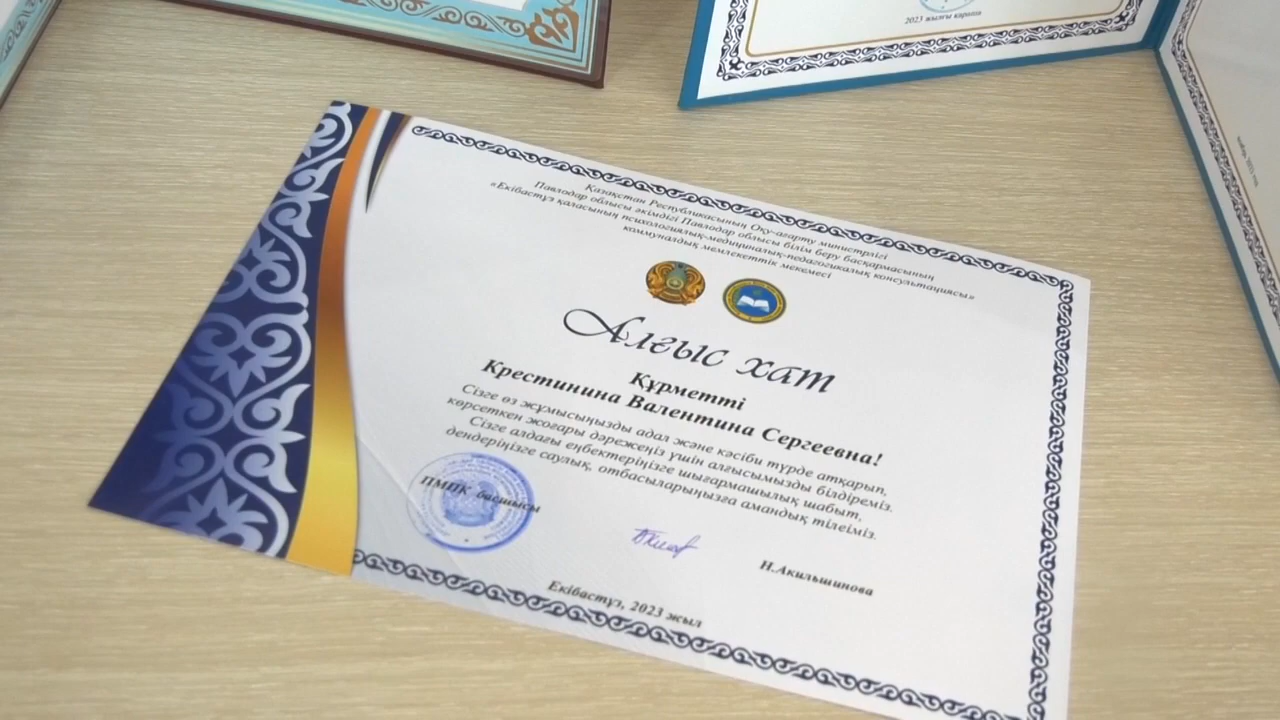 2023 жылғы қараша
Қазақстан Республикасының Оқу-ағарту министрлігі
Павлодар облысы әкімдігі Павлодар облысы білім беру басқармасының
«Екібастұз қаласының психологиялық-медициналық-педагогикалық консультациясы»
коммуналдық мемлекеттік мекемесі
Алғыс хат
Құрметті
Крестинина Валентина Сергеевна!
Сізге өз жұмысыңызды адал және кәсіби түрде атқарып,
көрсеткен жоғары дәрежеңіз үшін алғысымызды білдіреміз.
Сізге алдағы еңбектеріңізге шығармашылық шабыт,
дендеріңізге саулық, отбасыларыңызға амандық тілейміз.
ПМПК басшысы
Н.Акильшинова
Екібастұз, 2023 жыл